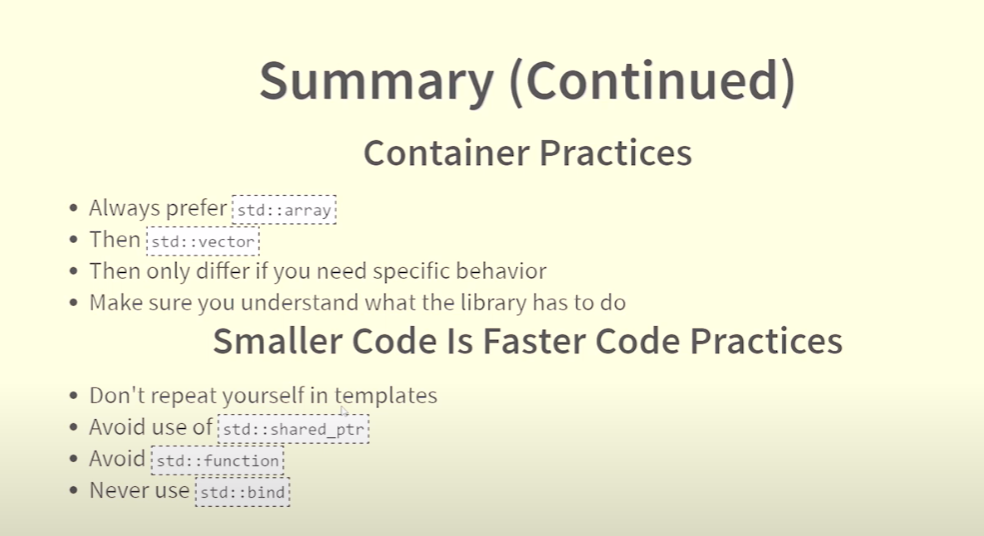 Summary (Continued)
Container Practices
• Always prefer std::array
• Then std::vector
• Then only differ if you need specific behavior
• Make sure you understand what the library has to do
Smaller Code Is Faster Code Practices
• Don't repeat yourself in templates
• Avoid use of std::shared_ptr
• Avoid std::function
• Never use std::bind